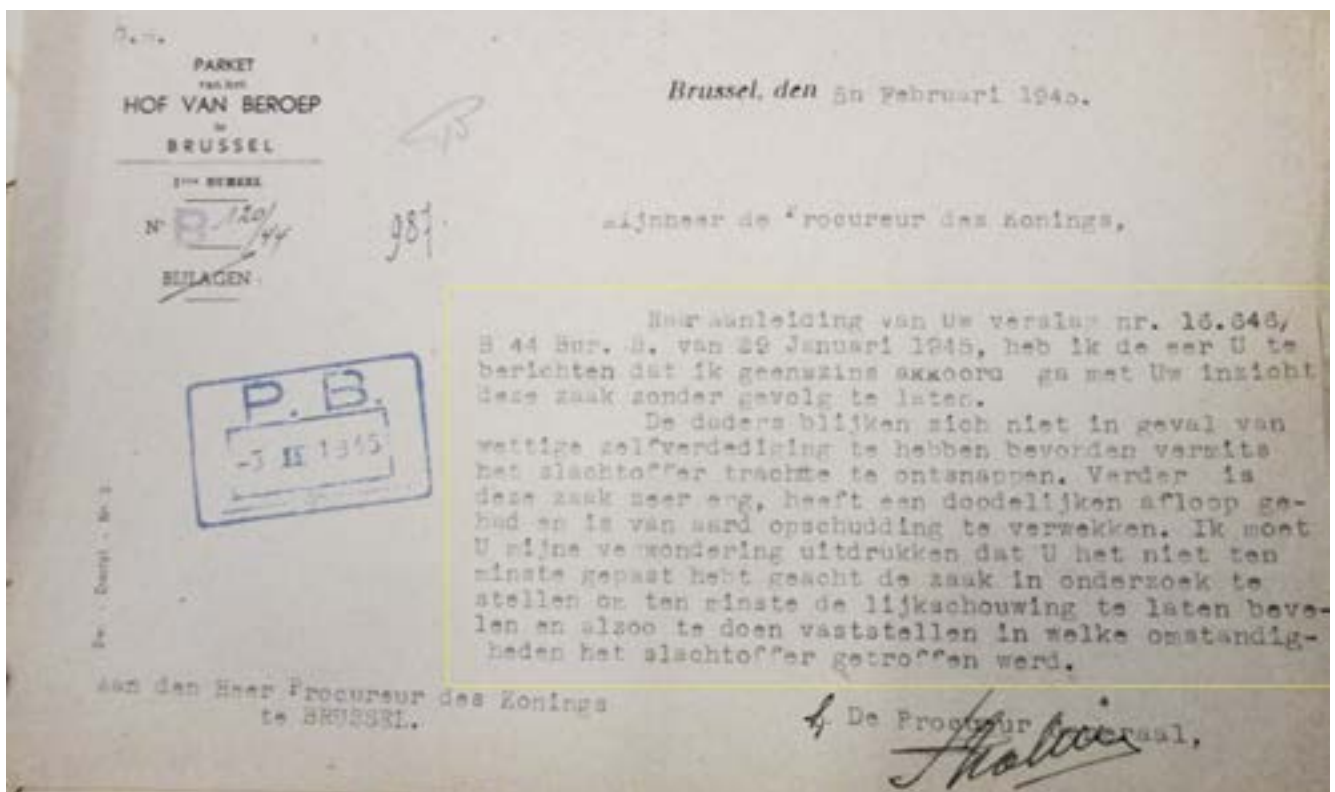 PARKET
van het
HOF VAN BEROEP
te
BRUSSEL
BUREEL
N° B 120/44
BIJLAGEN :
987.
Brussel, den 5n Februari 1945.
Mijnheer de Procureur des Konings,
P. B.
-3 II 1945
Naar aanleiding van Uw verslag nr. 16.646,
B 44 Bur. B. van 29 Januari 1945, heb ik de eer U te
berichten dat ik geenszins akkoord ga met Uw inzicht
deze zaak zonder gevolg te laten.
De daders blijken zich niet in geval van
wettige zelfverdediging te hebben bevonden vermits
het slachtoffer trachtte te ontsnappen. Verder is
deze zaak zeer erg, heeft een doodelijken afloop ge-
had en is van aard opschudding te verwekken. Ik moet
U mijne verwondering uitdrukken dat U het niet ten
minste gepast hebt geacht de zaak in onderzoek te
stellen om ten minste de lijkschouwing te laten beve-
len en alzoo te doen vaststellen in welke omstandig-
heden het slachtoffer getroffen werd.
Aan den Heer Procureur des Konings
te BRUSSEL.
De Procureur Generaal,